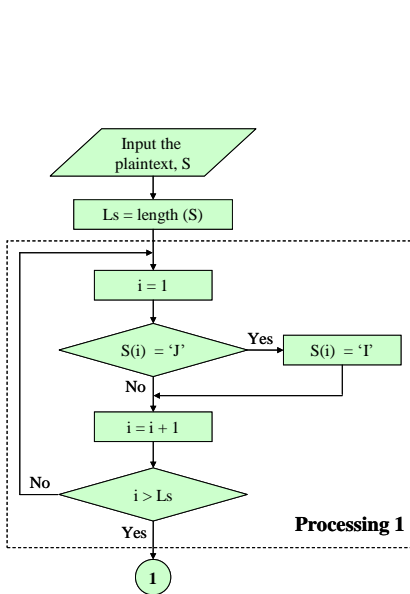 Input the
plaintext, S
Ls = length (S)
i = 1
S(i) = ‘J’
Yes
S(i) = ‘I’
No
i = i + 1
No
i > Ls
Processing 1
Yes
1